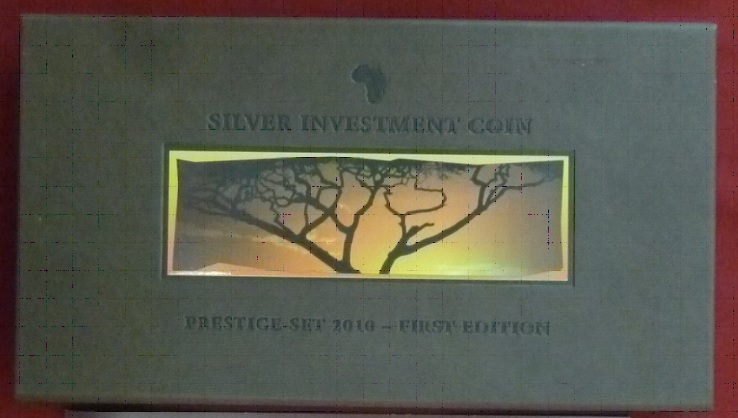 SILVER INVESTMENT COIN
PRESTIGE-SET 2010 – FIRST EDITION